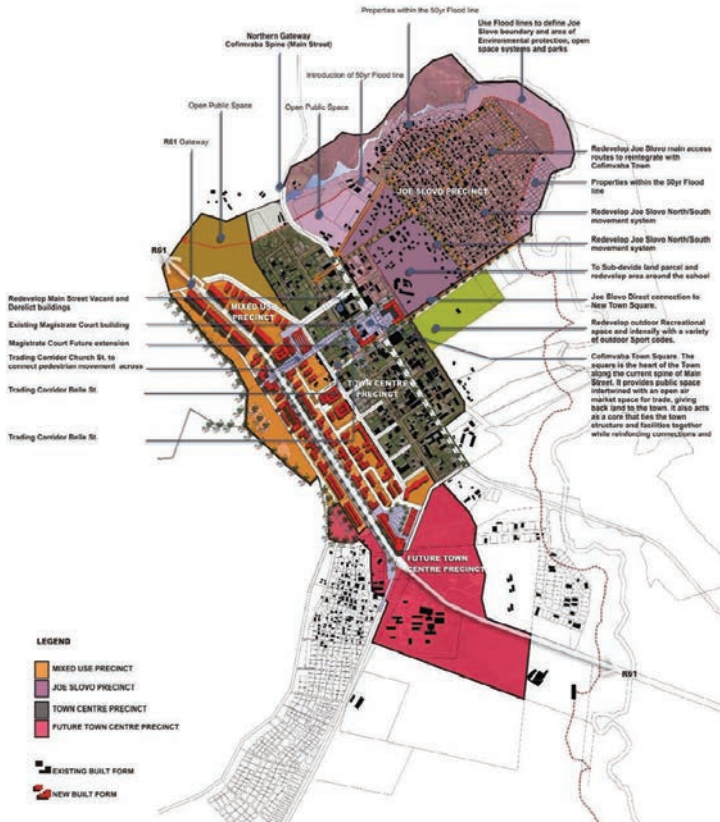 Properties within the 50yr Flood line
Use Flood lines to define Joe
Slovo boundary and area of
Environmental protection, open
space systems and parks
Northern Gateway
Cofimvaba Spine (Main Street)
Introduction of 50yr Flood line
Open Public Space
Open Public Space
R61 Gateway
Redevelop Joe Slovo main access
routes to reintegrate with
Cofimvaba Town
JOE SLOVO PRECINCT
Properties within the 50yr Flood
line
Redevelop Joe Slovo North/South
movement system
Redevelop Joe Slovo North/South
movement system
R61
To Sub-devide land parcel and
redevelop area around the school
Redevelop Main Street Vacant and
Derelict buildings
MIXED USE
PRECINCT
Joe Slovo Direct connection to
New Town Square.
Existing Magistrate Court building
Redevelop outdoor Recreational
space and intensify with a variety
of outdoor Sport codes.
Magistrate Court Future extension
Trading Corridor Church St. to
connect pedestrian movement across
Cofimvaba Town Square. The
square is the heart of the Town
along the current spine of Main
Street. It provides public space
intertwined with an open air
market space for trade, giving
back land to the town. It also acts
as a core that ties the town
structure and facilities together
while reinforcing connections and
TOWN CENTRE
PRECINCT
Trading Corridor Bells St.
Trading Corridor Bells St.
FUTURE TOWN
CENTRE PRECINCT
R61
LEGEND
MIXED USE PRECINCT
JOE SLOVO PRECINCT
TOWN CENTRE PRECINCT
FUTURE TOWN CENTRE PRECINCT
EXISTING BUILT FORM
NEW BUILT FORM